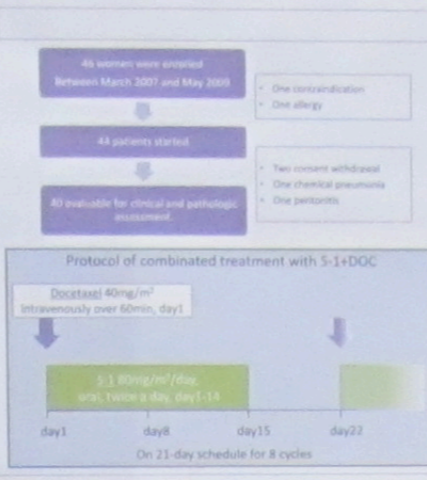 46 women were enrolled
Between March 2007 and May 2009
• One contraindication
• One allergy
44 patients started
• Two consent withdrawal
• One chemical pneumonia
• One peritonitis
40 evaluable for clinical and pathologic
assessment.
Protocol of combinated treatment with S-1+DOC
Docetaxel 40mg/m²
Intravenously over 60min, day1
S-1 80mg/m²/day,
oral, twice a day, day1-14
day1 day8 day15 day22
On 21-day schedule for 8 cycles